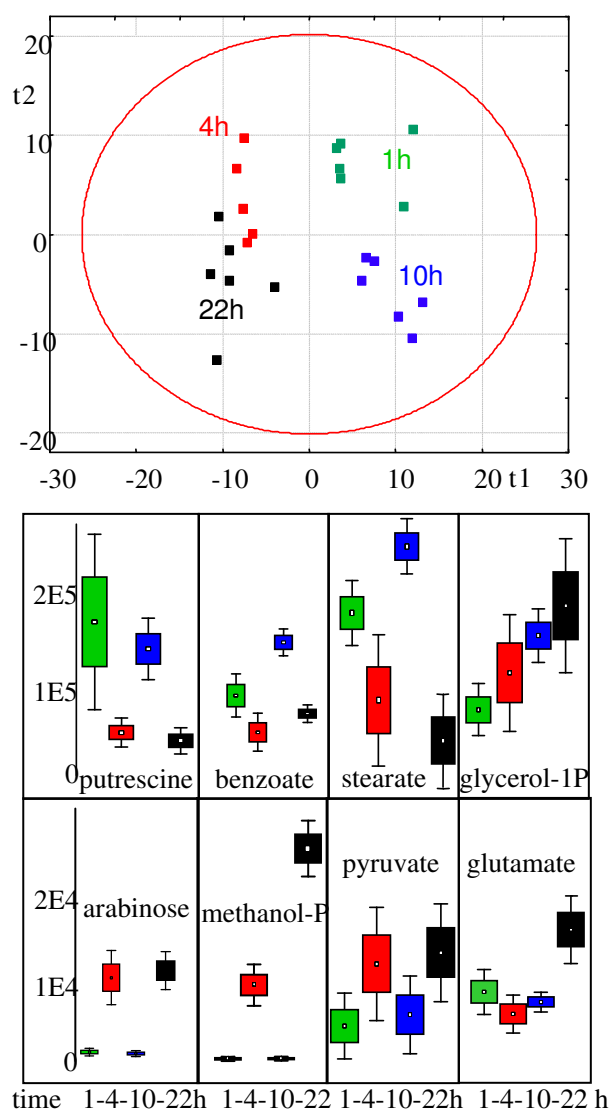 20
t2
4h
10
1h
0
10h
22h
-10
-20
-30 -20 -10 0 10 20 t1 30
2E5
1E5
0
putrescine benzoate stearate glycerol-1P
pyruvate glutamate
2E4
arabinose methanol-P
1E4
0
time 1-4-10-22h 1-4-10-22 1-4-10-22h 1-4-10-22 h